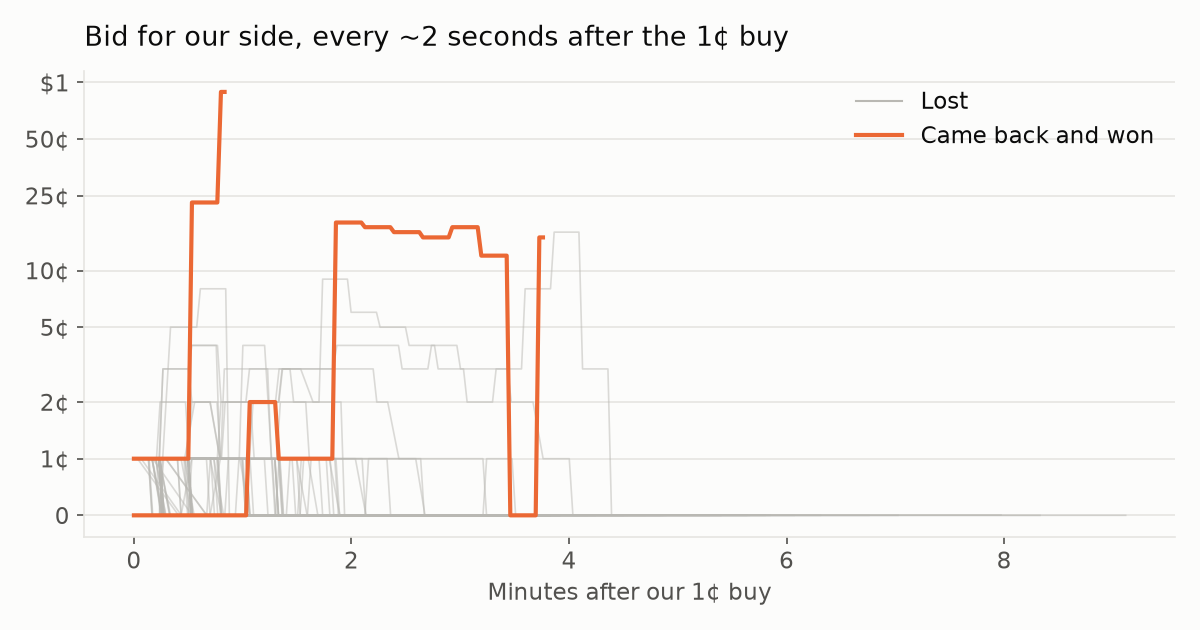 Bid for our side, every ~2 seconds after the 1¢ buy
$1
50¢
25¢
10¢
5¢
2¢
1¢
0
Lost
Came back and won
0 2 4 6 8
Minutes after our 1¢ buy